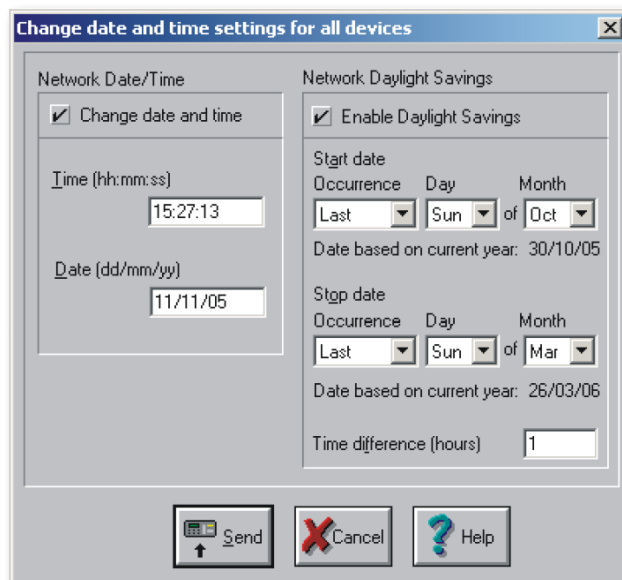 Change date and time settings for all devices
Network Date/Time
Change date and time
Time (hh:mm:ss)
15:27:13
Date (dd/mm/yy)
11/11/05
Network Daylight Savings
Enable Daylight Savings
Start date
Occurrence Day Month
Last Sun of Oct
Date based on current year: 30/10/05
Stop date
Occurrence Day Month
Last Sun of Mar
Date based on current year: 26/03/06
Time difference (hours) 1
Send Cancel Help